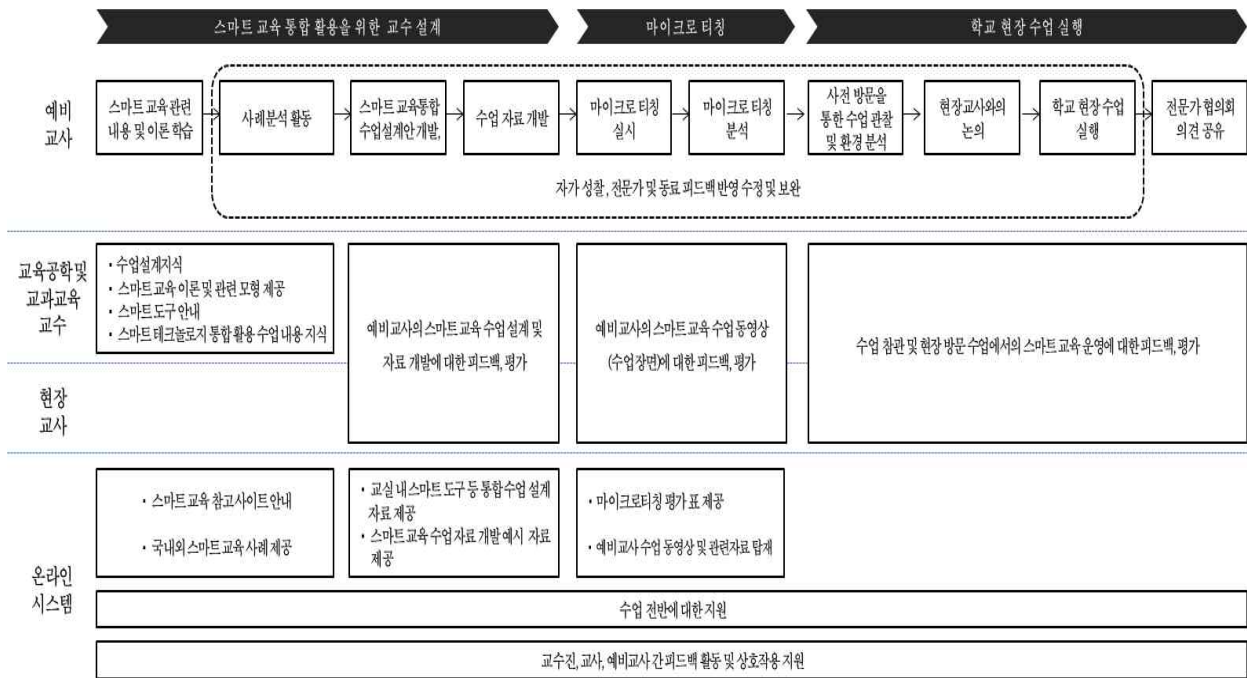 스마트 교육 통합 활용을 위한 교수 설계
마이크로 티칭
학교 현장 수업 실행
예비
교사
스마트 교육 관련
내용 및 이론 학습
사례분석 활동
스마트 교육통합
수업설계안 개발,
수업 자료 개발
마이크로 티칭
실시
마이크로 티칭
분석
사전 방문을
통한 수업 관찰
및 환경 분석
현장교사와의
논의
학교 현장 수업
실행
전문가 협의회
의견 공유
자가 성찰, 전문가 및 동료 피드백 반영 수정 및 보완
교육공학 및
교과교육
교수
• 수업설계지식
• 스마트 교육 이론 및 관련 모형 제공
• 스마트 도구 안내
• 스마트 테크놀로지 통합 활용 수업 내용 지식
예비교사의 스마트 교육 수업 설계 및
자료 개발에 대한 피드백, 평가
예비교사의 스마트 교육 수업 동영상
(수업 장면)에 대한 피드백, 평가
수업 참관 및 현장 방문 수업에서의 스마트 교육 운영에 대한 피드백, 평가
현장
교사
온라인
시스템
• 스마트 교육 참고사이트 안내
• 국내외 스마트 교육 사례 제공
• 교실 내 스마트 도구 등 통합 수업 설계
자료 제공
• 스마트 교육 수업 자료 개발 예시 자료
제공
• 마이크로티칭 평가 표 제공
• 예비교사 수업 동영상 및 관련자료 탑재
수업 전반에 대한 지원
교수진, 교사, 예비교사 간 피드백 활동 및 상호작용 지원